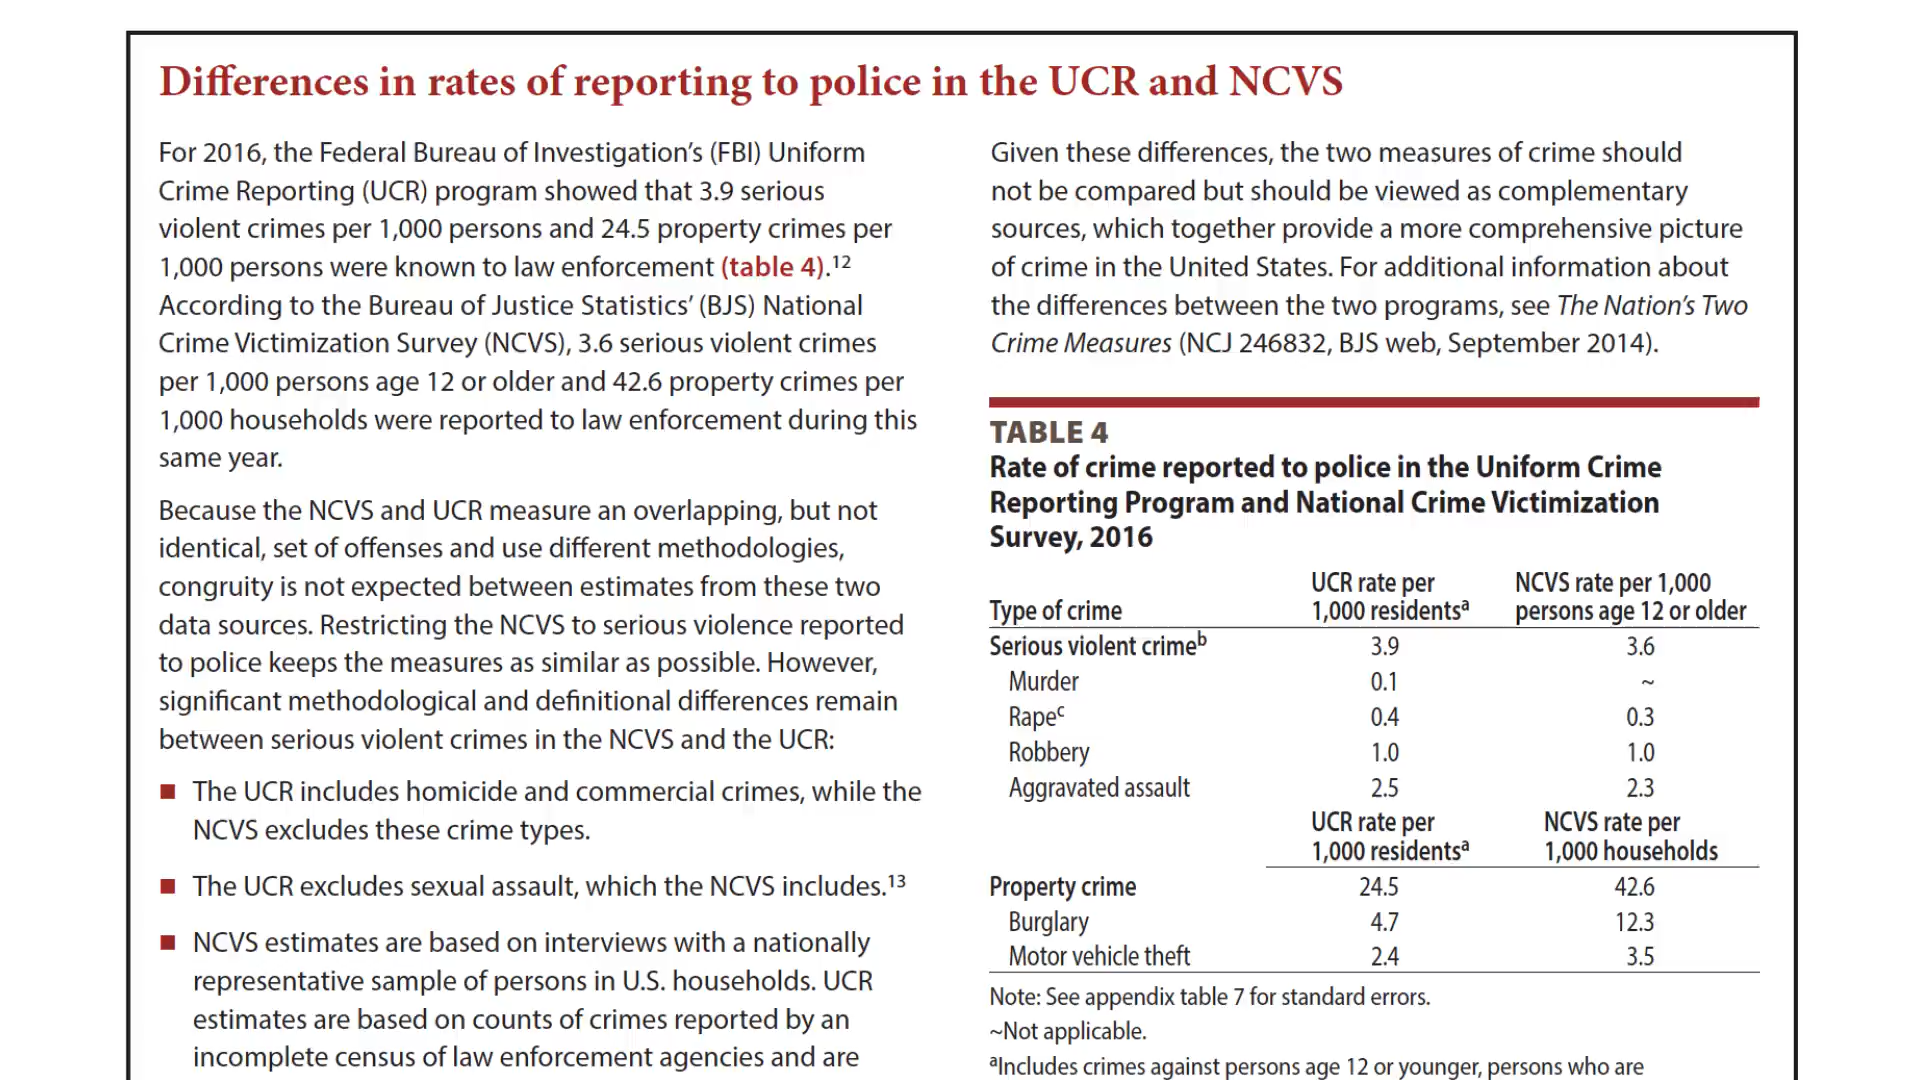 Differences in rates of reporting to police in the UCR and NCVS
For 2016, the Federal Bureau of Investigation’s (FBI) Uniform
Crime Reporting (UCR) program showed that 3.9 serious
violent crimes per 1,000 persons and 24.5 property crimes per
1,000 persons were known to law enforcement (table 4).¹²
According to the Bureau of Justice Statistics’ (BJS) National
Crime Victimization Survey (NCVS), 3.6 serious violent crimes
per 1,000 persons age 12 or older and 42.6 property crimes per
1,000 households were reported to law enforcement during this
same year.
Because the NCVS and UCR measure an overlapping, but not
identical, set of offenses and use different methodologies,
congruity is not expected between estimates from these two
data sources. Restricting the NCVS to serious violence reported
to police keeps the measures as similar as possible. However,
significant methodological and definitional differences remain
between serious violent crimes in the NCVS and the UCR:
■ The UCR includes homicide and commercial crimes, while the
NCVS excludes these crime types.
■ The UCR excludes sexual assault, which the NCVS includes.¹³
■ NCVS estimates are based on interviews with a nationally
representative sample of persons in U.S. households. UCR
estimates are based on counts of crimes reported by an
incomplete census of law enforcement agencies and are
Given these differences, the two measures of crime should
not be compared but should be viewed as complementary
sources, which together provide a more comprehensive picture
of crime in the United States. For additional information about
the differences between the two programs, see The Nation’s Two
Crime Measures (NCJ 246832, BJS web, September 2014).
TABLE 4
Rate of crime reported to police in the Uniform Crime
Reporting Program and National Crime Victimization
Survey, 2016
UCR rate per NCVS rate per 1,000
Type of crime 1,000 residentsᵃ persons age 12 or older
Serious violent crimeᵇ 3.9 3.6
Murder 0.1 ~
Rapeᶜ 0.4 0.3
Robbery 1.0 1.0
Aggravated assault 2.5 2.3
UCR rate per NCVS rate per
1,000 residentsᵃ 1,000 households
Property crime 24.5 42.6
Burglary 4.7 12.3
Motor vehicle theft 2.4 3.5
Note: See appendix table 7 for standard errors.
~Not applicable.
ᵃIncludes crimes against persons age 12 or younger, persons who are